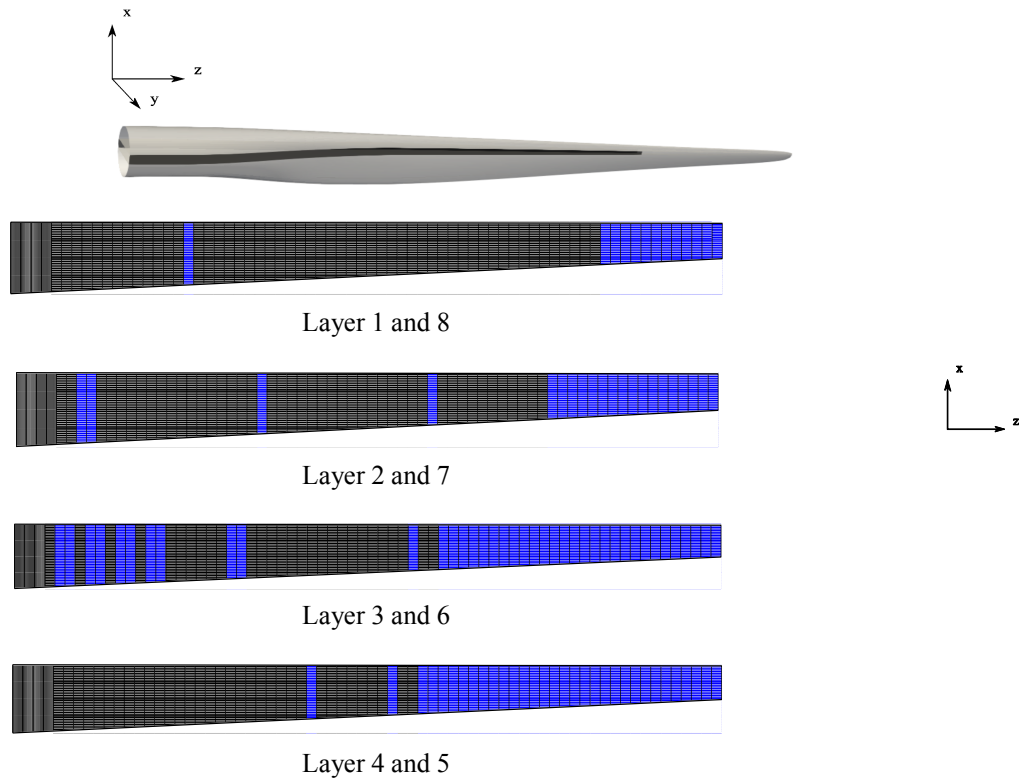 x
z
y
Layer 1 and 8
Layer 2 and 7
x
z
Layer 3 and 6
Layer 4 and 5